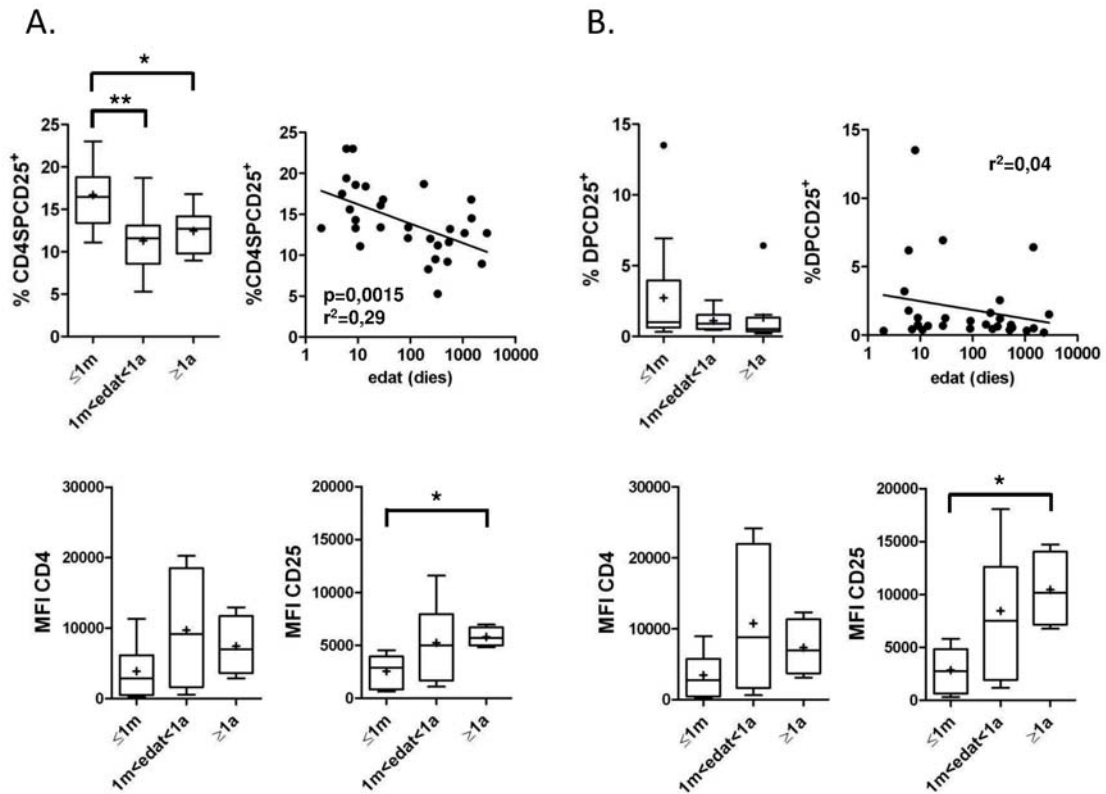 A.
*
**
25
20
15
10
5
0
% CD4SPCD25⁺
≤1m
1m<edat<1a
≥1a
25
20
15
10
5
0
%CD4SPCD25⁺
p=0,0015
r²=0,29
1 10 100 1000 10000
edat (dies)
B.
15
10
5
0
% DPCD25⁺
≤1m
1m<edat<1a
≥1a
15
10
5
0
%DPCD25⁺
r²=0,04
1 10 100 1000 10000
edat (dies)
30000
20000
10000
0
MFI CD4
≤1m
1m<edat<1a
≥1a
20000
15000
10000
5000
0
MFI CD25
*
≤1m
1m<edat<1a
≥1a
30000
20000
10000
0
MFI CD4
≤1m
1m<edat<1a
≥1a
20000
15000
10000
5000
0
MFI CD25
*
≤1m
1m<edat<1a
≥1a